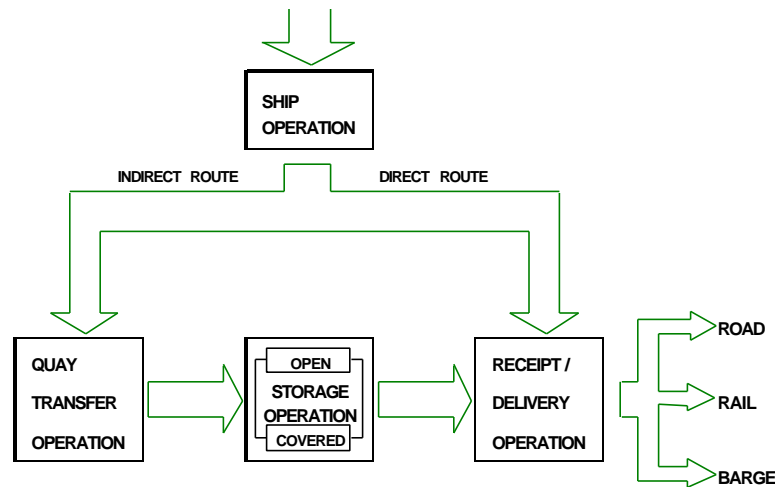 SHIP
OPERATION
INDIRECT ROUTE
DIRECT ROUTE
QUAY
TRANSFER
OPERATION
OPEN
STORAGE
OPERATION
COVERED
RECEIPT /
DELIVERY
OPERATION
ROAD
RAIL
BARGE